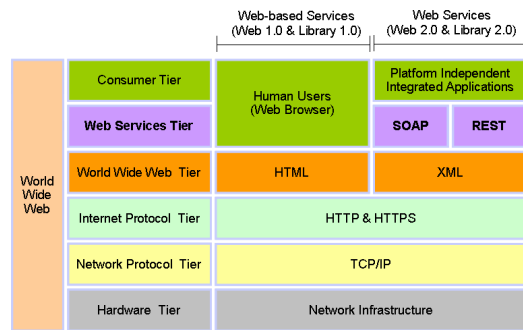 Web-based Services
(Web 1.0 & Library 1.0)
Web Services
(Web 2.0 & Library 2.0)
World
Wide
Web
Consumer Tier
Human Users
(Web Browser)
Platform Independent
Integrated Applications
Web Services Tier
SOAP
REST
World Wide Web Tier
HTML
XML
Internet Protocol Tier
HTTP & HTTPS
Network Protocol Tier
TCP/IP
Hardware Tier
Network Infrastructure